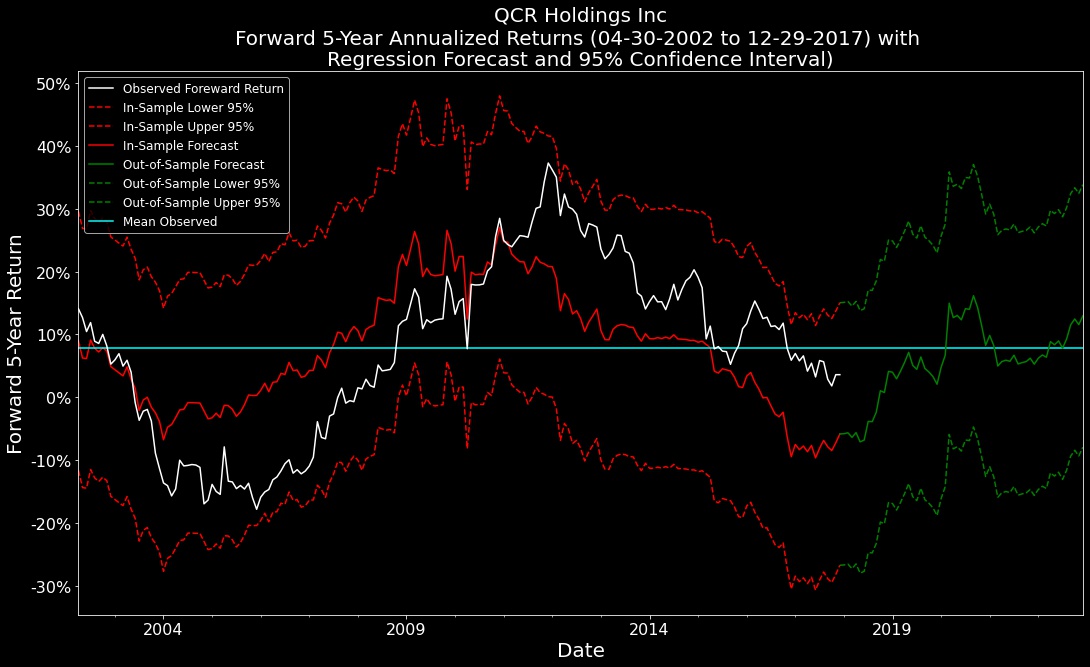 QCR Holdings Inc
Forward 5-Year Annualized Returns (04-30-2002 to 12-29-2017) with
Regression Forecast and 95% Confidence Interval)
50%
40%
30%
20%
10%
0%
-10%
-20%
-30%
Forward 5-Year Return
Observed Foreward Return
In-Sample Lower 95%
In-Sample Upper 95%
In-Sample Forecast
Out-of-Sample Forecast
Out-of-Sample Lower 95%
Out-of-Sample Upper 95%
Mean Observed
2004
2009
2014
2019
Date